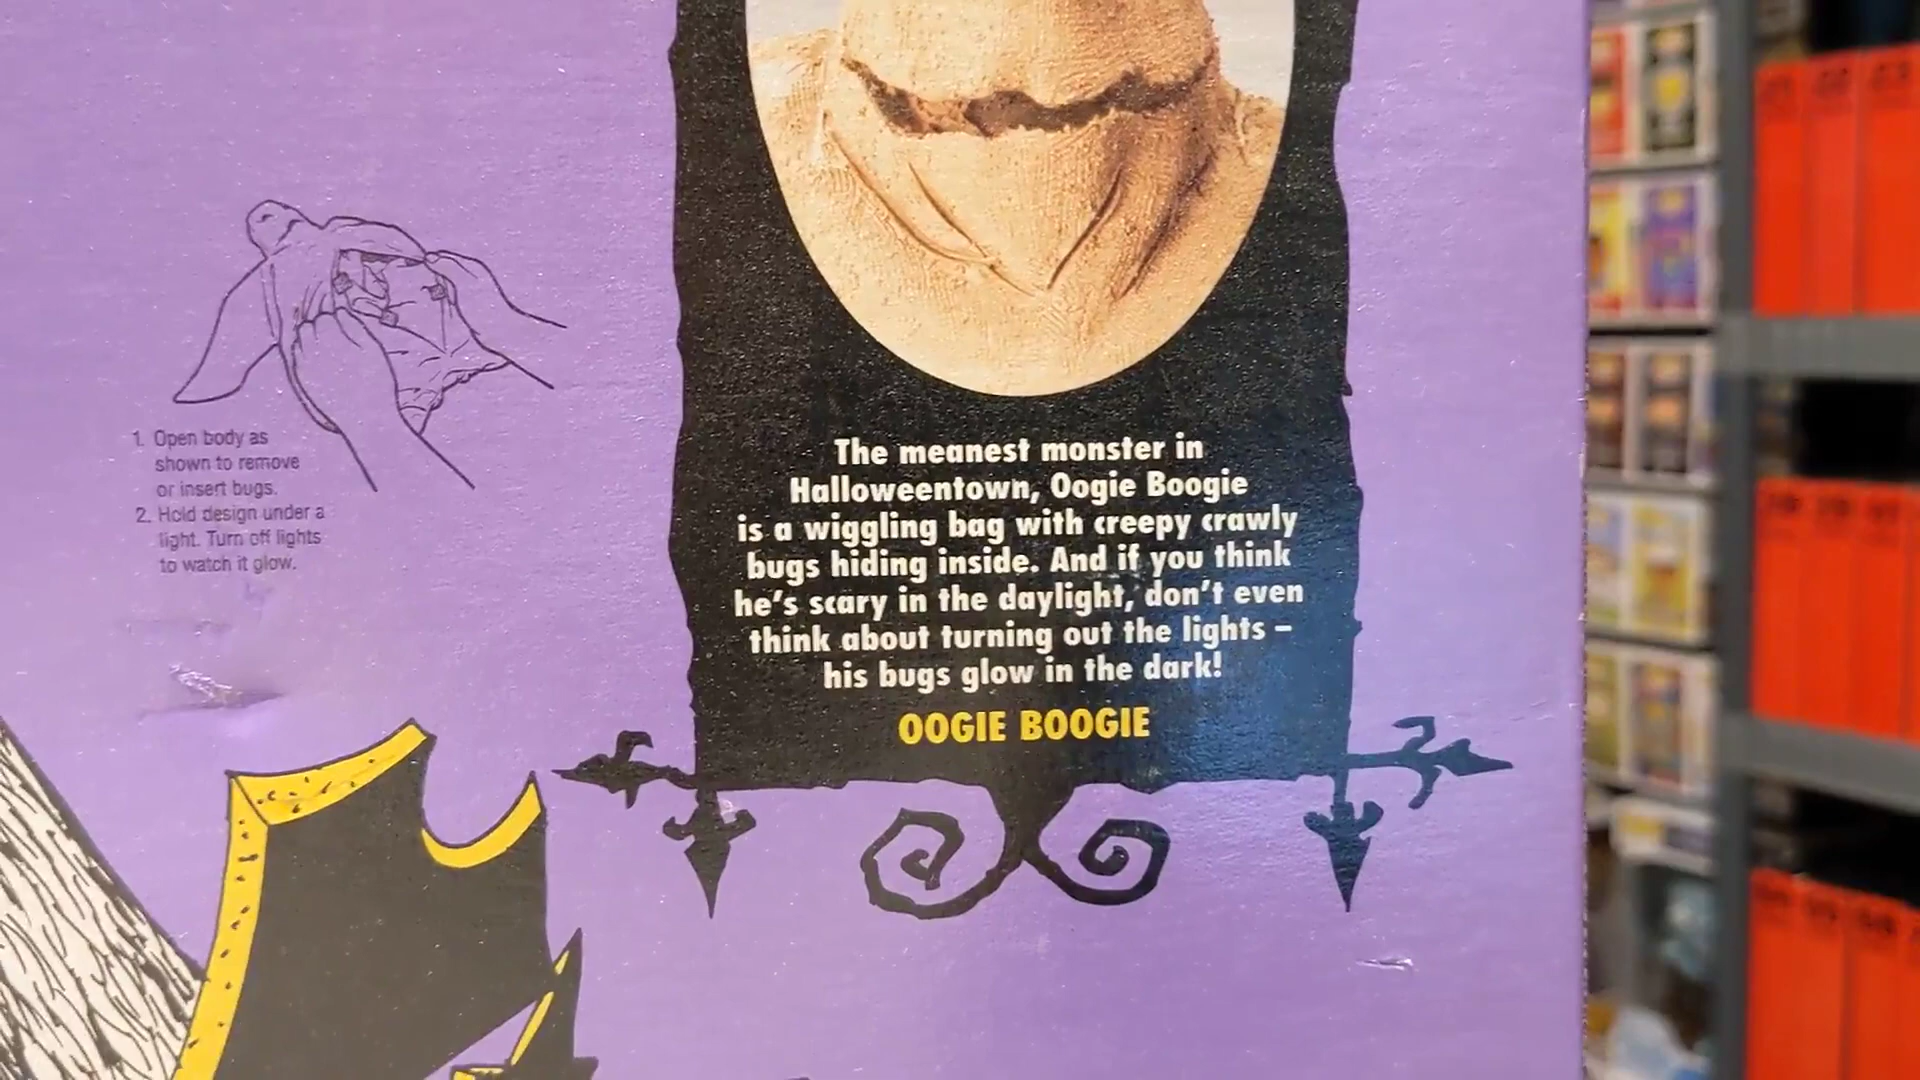 1. Open body as
shown to remove
or insert bugs.
2. Hold design under a
light. Turn off lights
to watch it glow.
The meanest monster in
Halloweentown, Oogie Boogie
is a wiggling bag with creepy crawly
bugs hiding inside. And if you think
he's scary in the daylight, don't even
think about turning out the lights –
his bugs glow in the dark!
OOGIE BOOGIE